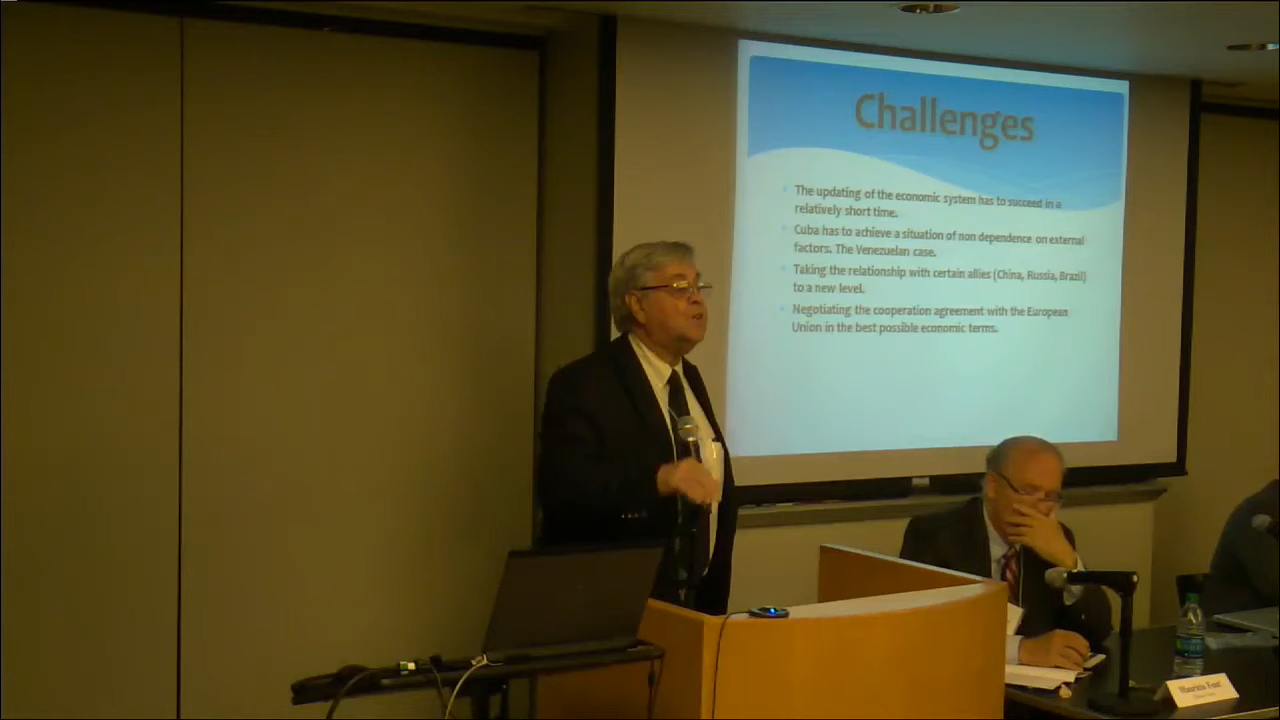 Challenges
The updating of the economic system has to succeed in a
relatively short time.
Cuba has to achieve a situation of non dependence on external
factors. The Venezuelan case.
Taking the relationship with certain allies (China, Russia, Brazil)
to a new level.
Negotiating the cooperation agreement with the European
Union in the best possible economic terms.
Mauricio Font